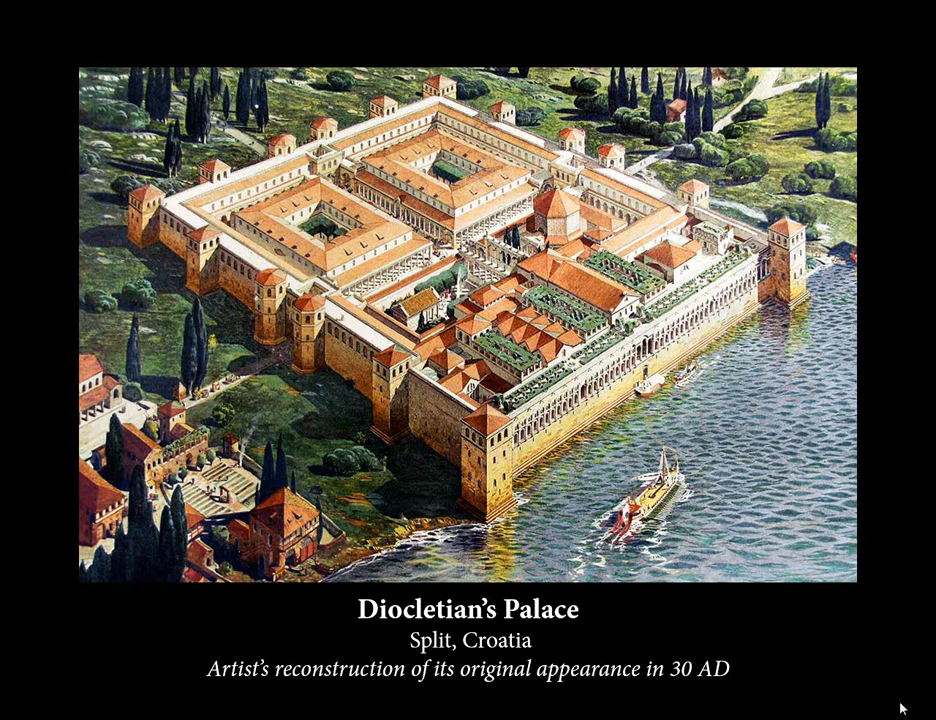 Diocletian’s Palace
Split, Croatia
Artist’s reconstruction of its original appearance in 30 AD